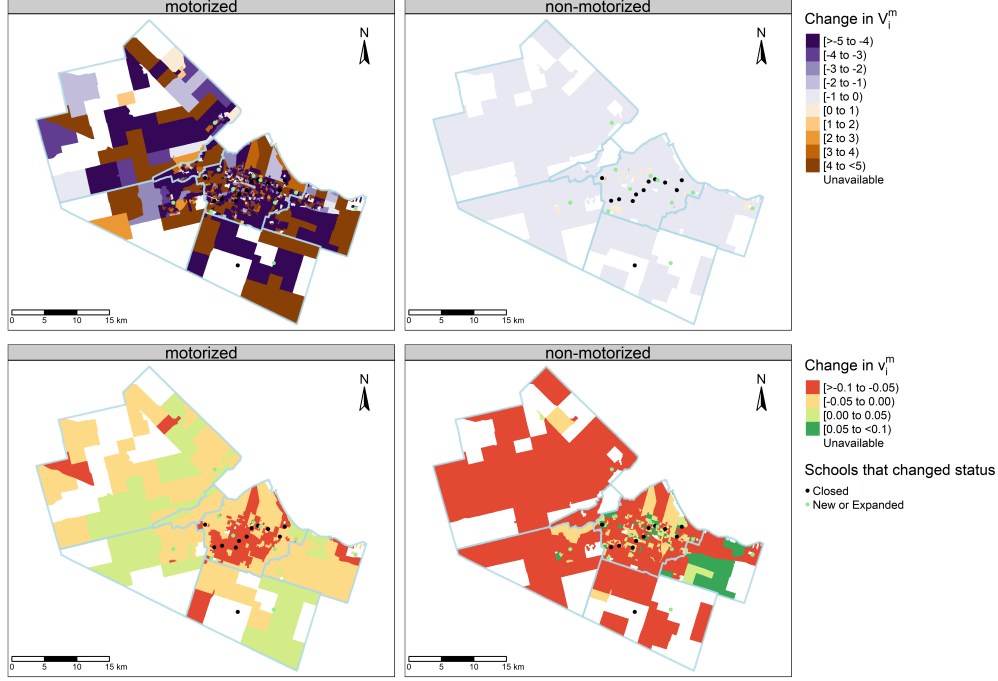 motorized
non-motorized
N
N
0 5 10 15 km
0 5 10 15 km
Change in V_i^m
[>-5 to -4)
[-4 to -3)
[-3 to -2)
[-2 to -1)
[-1 to 0)
[0 to 1)
[1 to 2)
[2 to 3)
[3 to 4)
[4 to <5)
Unavailable
motorized
non-motorized
N
N
0 5 10 15 km
0 5 10 15 km
Change in v_i^m
[>-0.1 to -0.05)
[-0.05 to 0.00)
[0.00 to 0.05)
[0.05 to <0.1)
Unavailable
Schools that changed status
Closed
New or Expanded